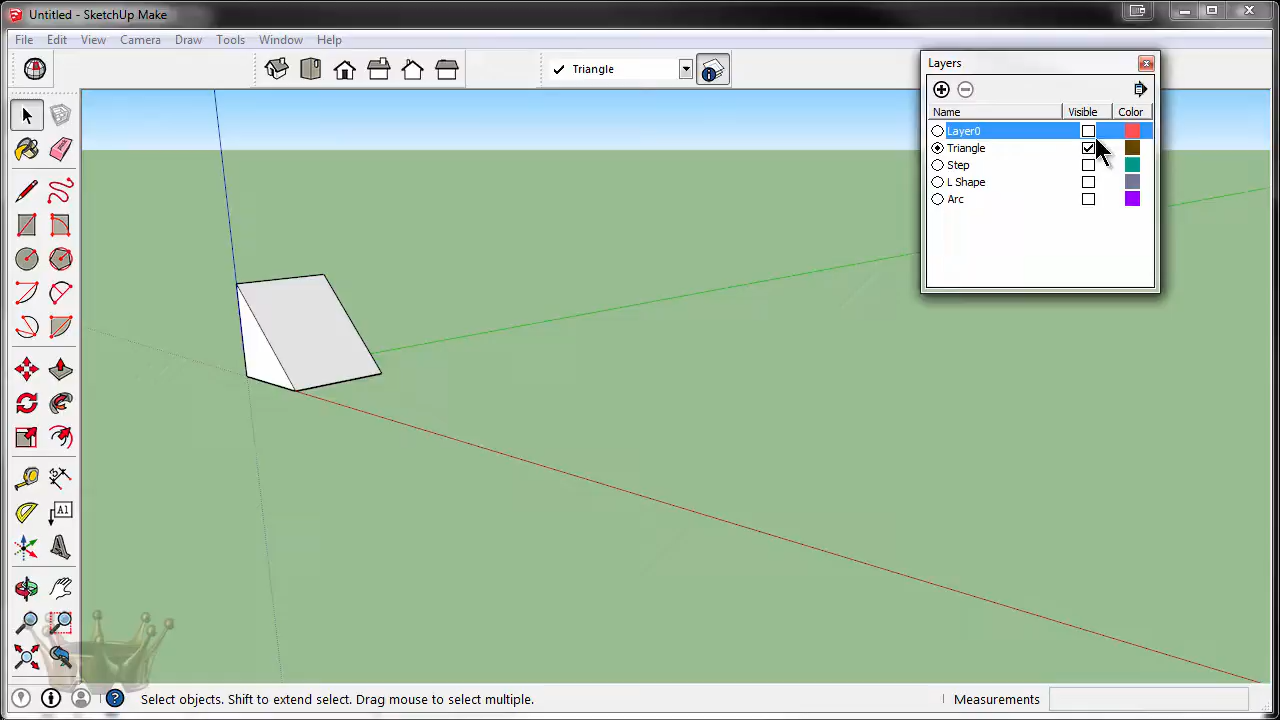 Untitled - SketchUp Make
File Edit View Camera Draw Tools Window Help
Triangle
Layers
Name Visible Color
Layer0
Triangle
Step
L Shape
Arc
A1
Select objects. Shift to extend select. Drag mouse to select multiple.
Measurements